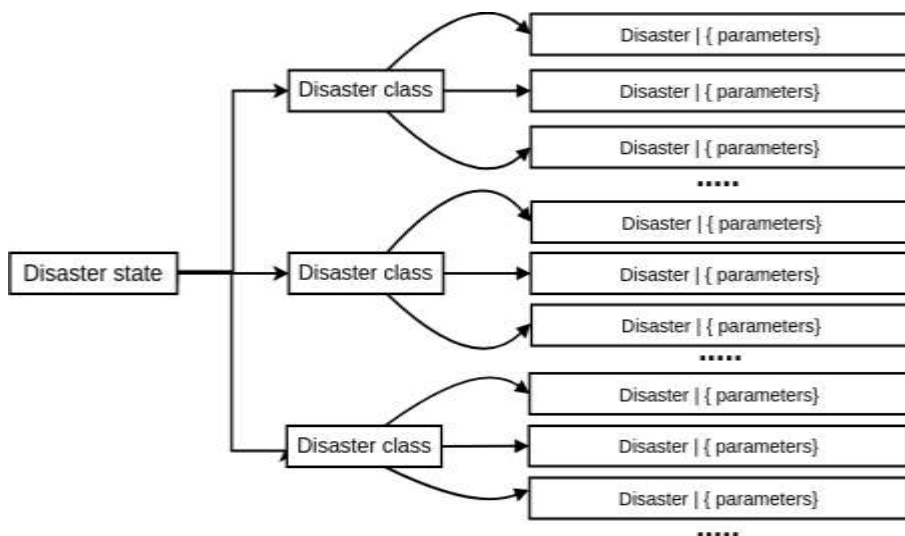 Disaster | { parameters}
Disaster class
Disaster | { parameters}
Disaster | { parameters}
.....
Disaster | { parameters}
Disaster state
Disaster class
Disaster | { parameters}
Disaster | { parameters}
.....
Disaster | { parameters}
Disaster class
Disaster | { parameters}
Disaster | { parameters}
.....